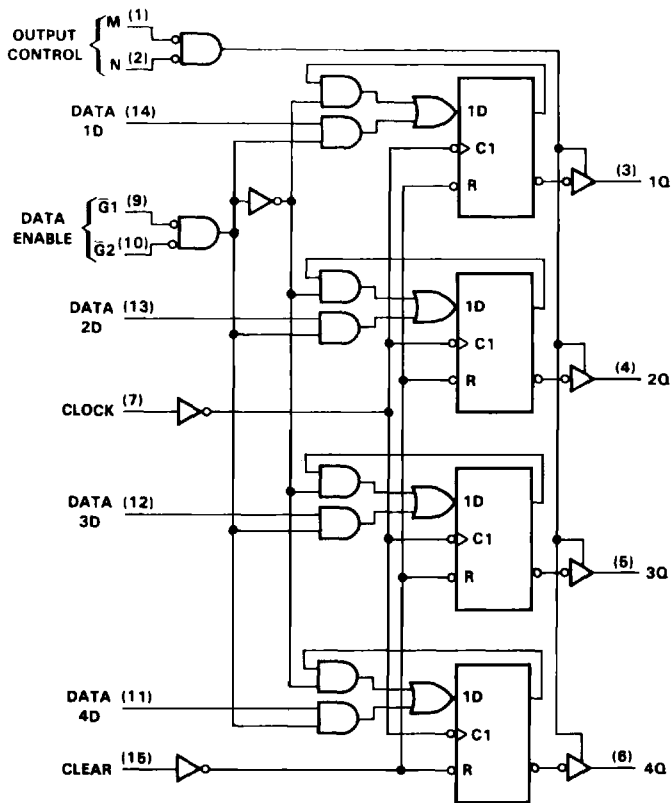 OUTPUT CONTROL
M (1)
N (2)
DATA 1D (14)
1D
C1
R
(3) 1Q
DATA ENABLE
G̅1 (9)
G̅2 (10)
DATA 2D (13)
1D
C1
R
(4) 2Q
CLOCK (7)
DATA 3D (12)
1D
C1
R
(5) 3Q
DATA 4D (11)
1D
C1
R
(6) 4Q
CLEAR (15)